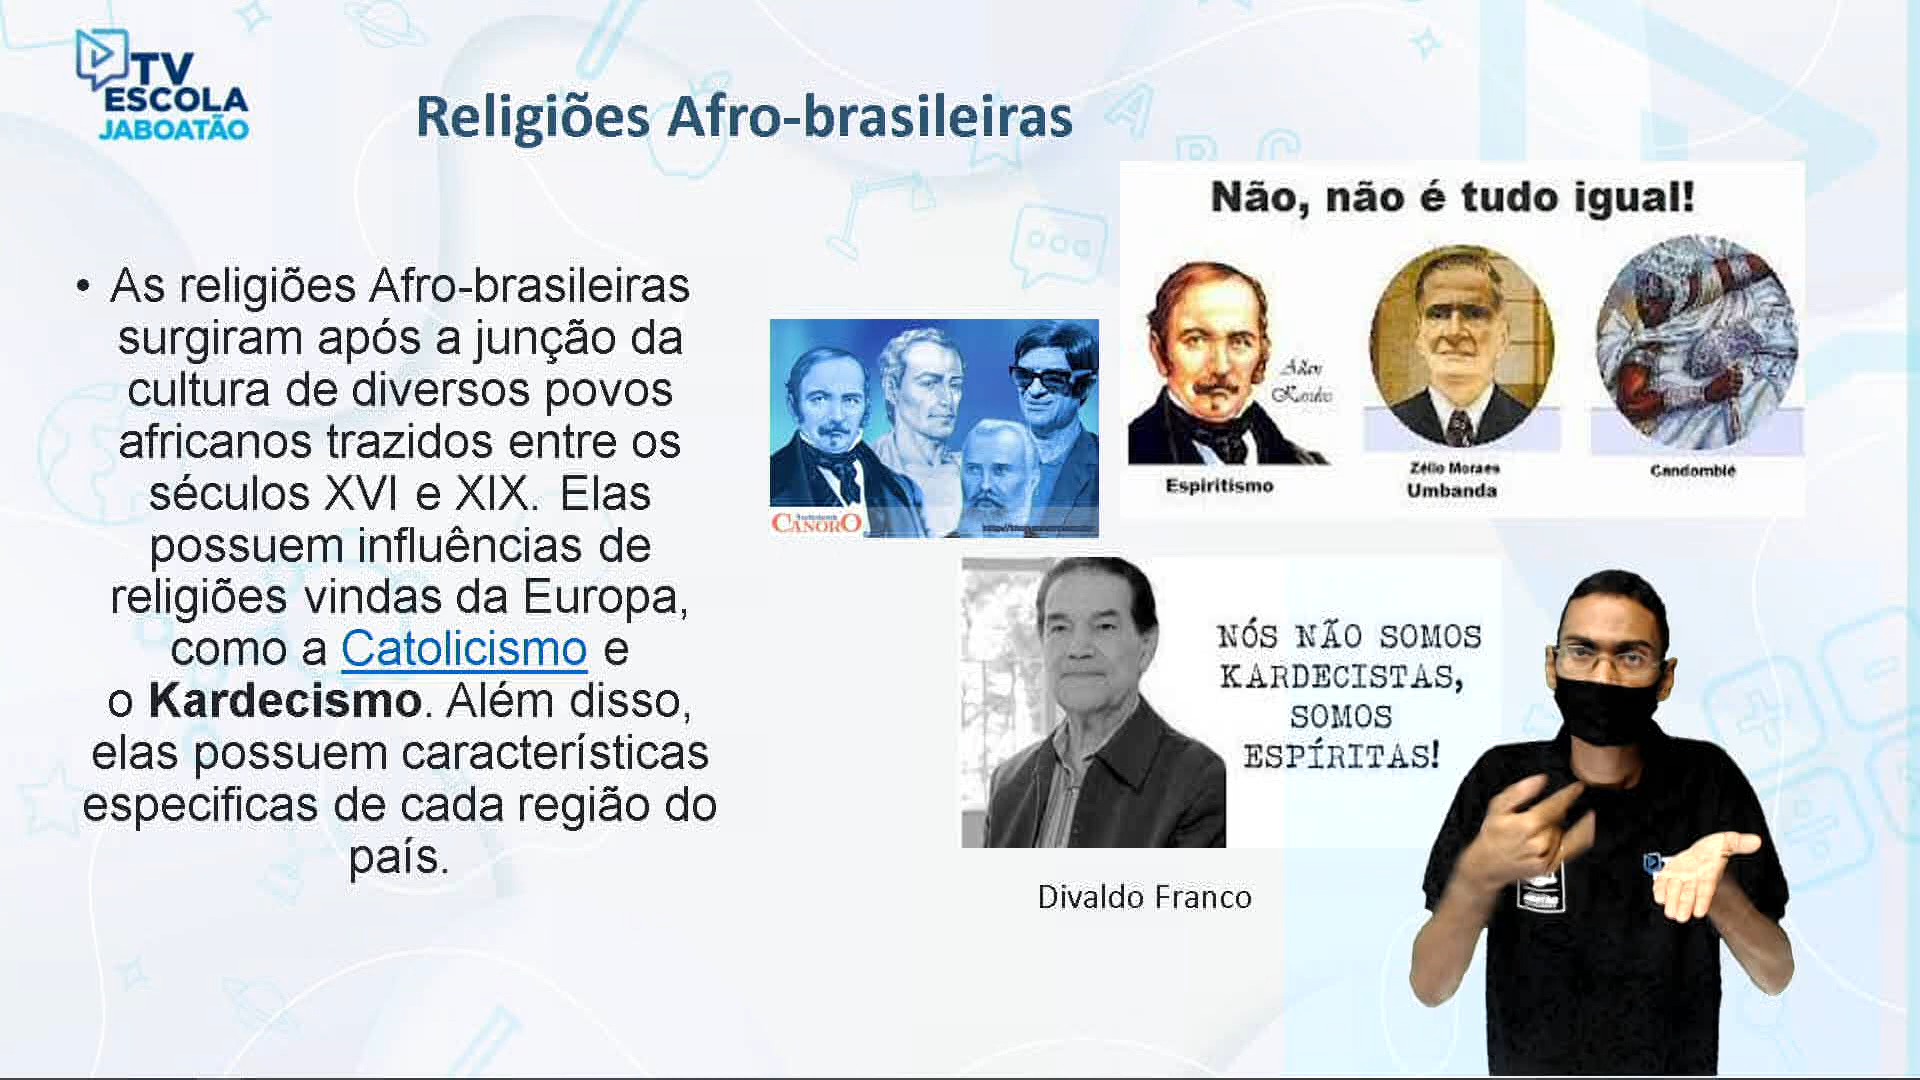 TV
ESCOLA
JABOATÃO
Religiões Afro-brasileiras
• As religiões Afro-brasileiras
surgiram após a junção da
cultura de diversos povos
africanos trazidos entre os
séculos XVI e XIX. Elas
possuem influências de
religiões vindas da Europa,
como a Catolicismo e
o Kardecismo. Além disso,
elas possuem características
especificas de cada região do
país.
CANORO
Não, não é tudo igual!
Espiritismo
Zélio Moraes
Umbanda
Candomblé
NÓS NÃO SOMOS
KARDECISTAS,
SOMOS
ESPÍRITAS!
Divaldo Franco